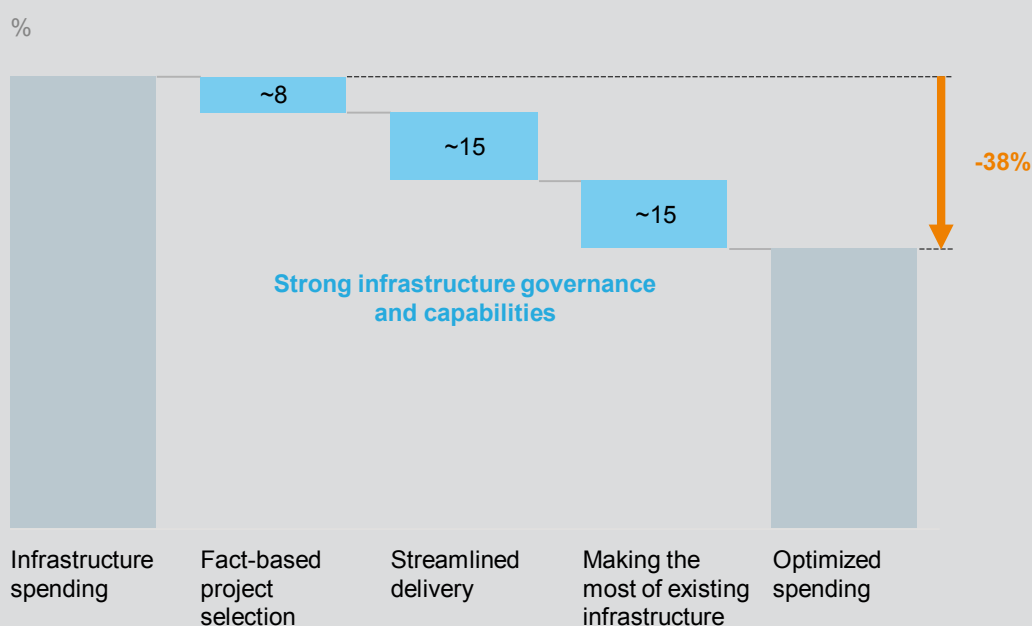 %
~8
~15
-38%
~15
Strong infrastructure governance
and capabilities
Infrastructure
spending
Fact-based
project
selection
Streamlined
delivery
Making the
most of existing
infrastructure
Optimized
spending